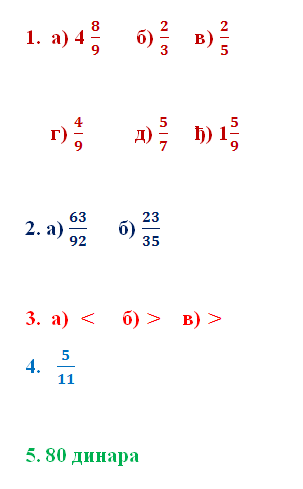 1. а) 4 8/9 б) 2/3 в) 2/5
г) 4/9 д) 5/7 ђ) 1 5/9
2. а) 63/92 б) 23/35
3. а) < б) > в) >
4. 5/11
5. 80 динара